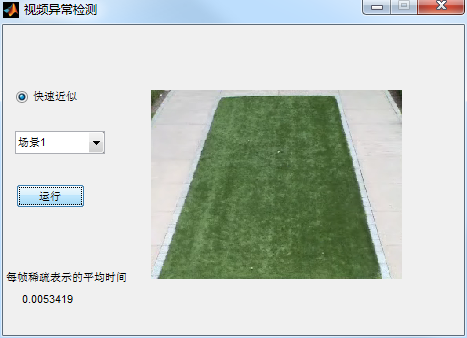 视频异常检测
快速近似
场景1
运行
每帧稀疏表示的平均时间
0.0053419